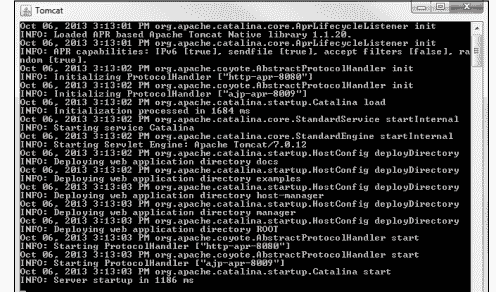 Tomcat
Oct 06, 2013 3:13:01 PM org.apache.catalina.core.AprLifecycleListener init
INFO: Loaded APR based Apache Tomcat Native library 1.1.20.
Oct 06, 2013 3:13:01 PM org.apache.catalina.core.AprLifecycleListener init
INFO: APR capabilities: IPv6 [true], sendfile [true], accept filters [false], ra
ndom [true].
Oct 06, 2013 3:13:02 PM org.apache.coyote.AbstractProtocolHandler init
INFO: Initializing ProtocolHandler ["http-apr-8080"]
Oct 06, 2013 3:13:02 PM org.apache.coyote.AbstractProtocolHandler init
INFO: Initializing ProtocolHandler ["ajp-apr-8009"]
Oct 06, 2013 3:13:02 PM org.apache.catalina.startup.Catalina load
INFO: Initialization processed in 1684 ms
Oct 06, 2013 3:13:02 PM org.apache.catalina.core.StandardService startInternal
INFO: Starting service Catalina
Oct 06, 2013 3:13:02 PM org.apache.catalina.core.StandardEngine startInternal
INFO: Starting Servlet Engine: Apache Tomcat/7.0.12
Oct 06, 2013 3:13:02 PM org.apache.catalina.startup.HostConfig deployDirectory
INFO: Deploying web application directory docs
Oct 06, 2013 3:13:02 PM org.apache.catalina.startup.HostConfig deployDirectory
INFO: Deploying web application directory examples
Oct 06, 2013 3:13:03 PM org.apache.catalina.startup.HostConfig deployDirectory
INFO: Deploying web application directory host-manager
Oct 06, 2013 3:13:03 PM org.apache.catalina.startup.HostConfig deployDirectory
INFO: Deploying web application directory manager
Oct 06, 2013 3:13:03 PM org.apache.catalina.startup.HostConfig deployDirectory
INFO: Deploying web application directory ROOT
Oct 06, 2013 3:13:03 PM org.apache.coyote.AbstractProtocolHandler start
INFO: Starting ProtocolHandler ["http-apr-8080"]
Oct 06, 2013 3:13:03 PM org.apache.coyote.AbstractProtocolHandler start
INFO: Starting ProtocolHandler ["ajp-apr-8009"]
Oct 06, 2013 3:13:03 PM org.apache.catalina.startup.Catalina start
INFO: Server startup in 1186 ms